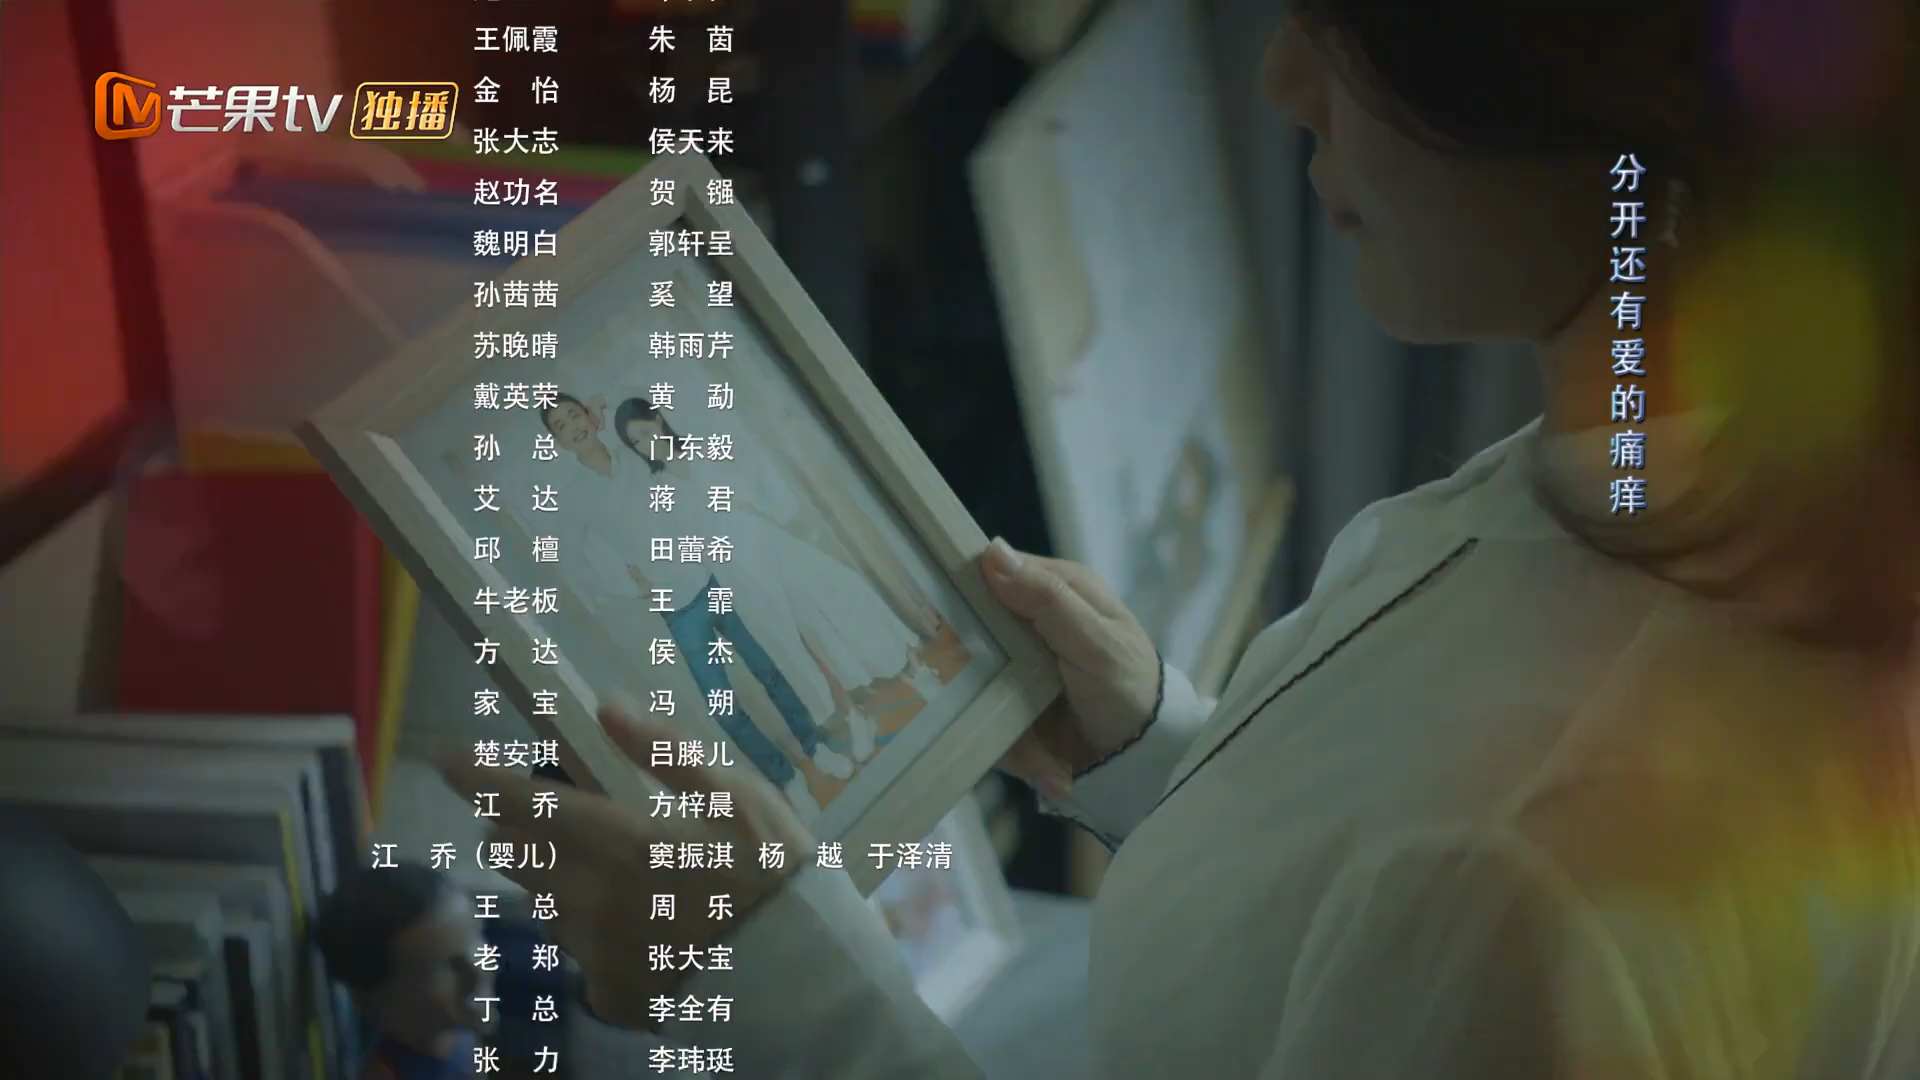 王佩霞 朱 茵
芒果tv 独播
金 怡 杨 昆
张大志 侯天来
赵功名 贺 镪
魏明白 郭轩呈
孙茜茜 奚 望
苏晚晴 韩雨芹
戴英荣 黄 勐
孙 总 门东毅
艾 达 蒋 君
邱 檀 田蕾希
牛老板 王 霏
方 达 侯 杰
家 宝 冯 朔
楚安琪 吕滕儿
江 乔 方梓晨
江 乔（婴儿） 窦振淇 杨 越 于泽清
王 总 周 乐
老 郑 张大宝
丁 总 李全有
张 力 李玮珽
分开还有爱的痛痒